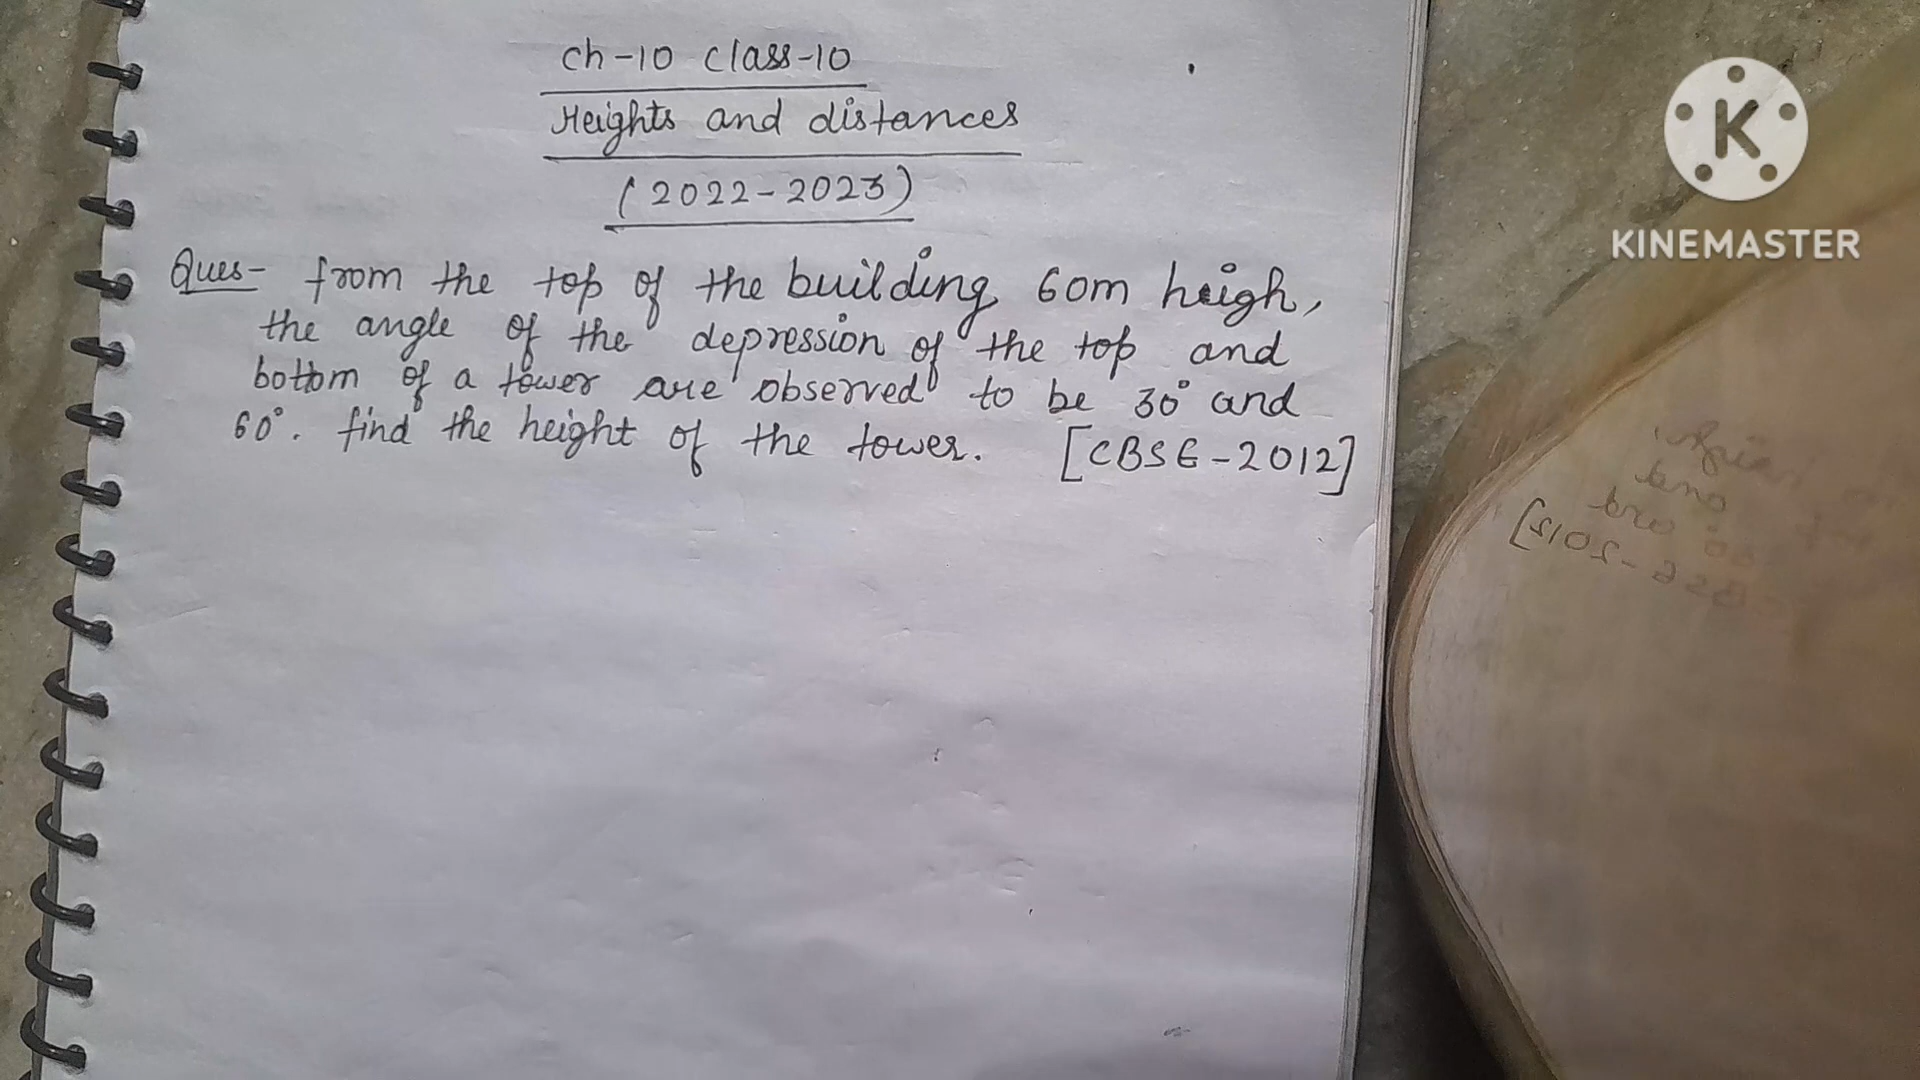 Ch-10 Class-10
Heights and distances
(2022-2023)
Ques- from the top of the building 60m heigh,
the angle of the depression of the top and
bottom of a tower are observed to be 30° and
60°. find the height of the tower. [CBSE-2012]
KINEMASTER